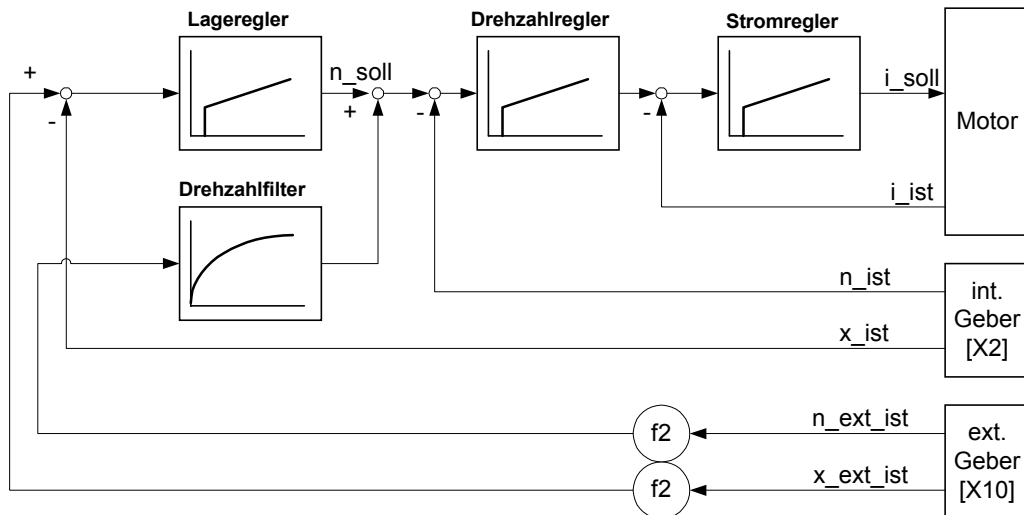 Lageregler
Drehzahlregler
Stromregler
+
n_soll
i_soll
-
+
-
-
Motor
Drehzahlfilter
i_ist
n_ist
int.
Geber
[X2]
x_ist
n_ext_ist
f2
ext.
Geber
[X10]
x_ext_ist
f2